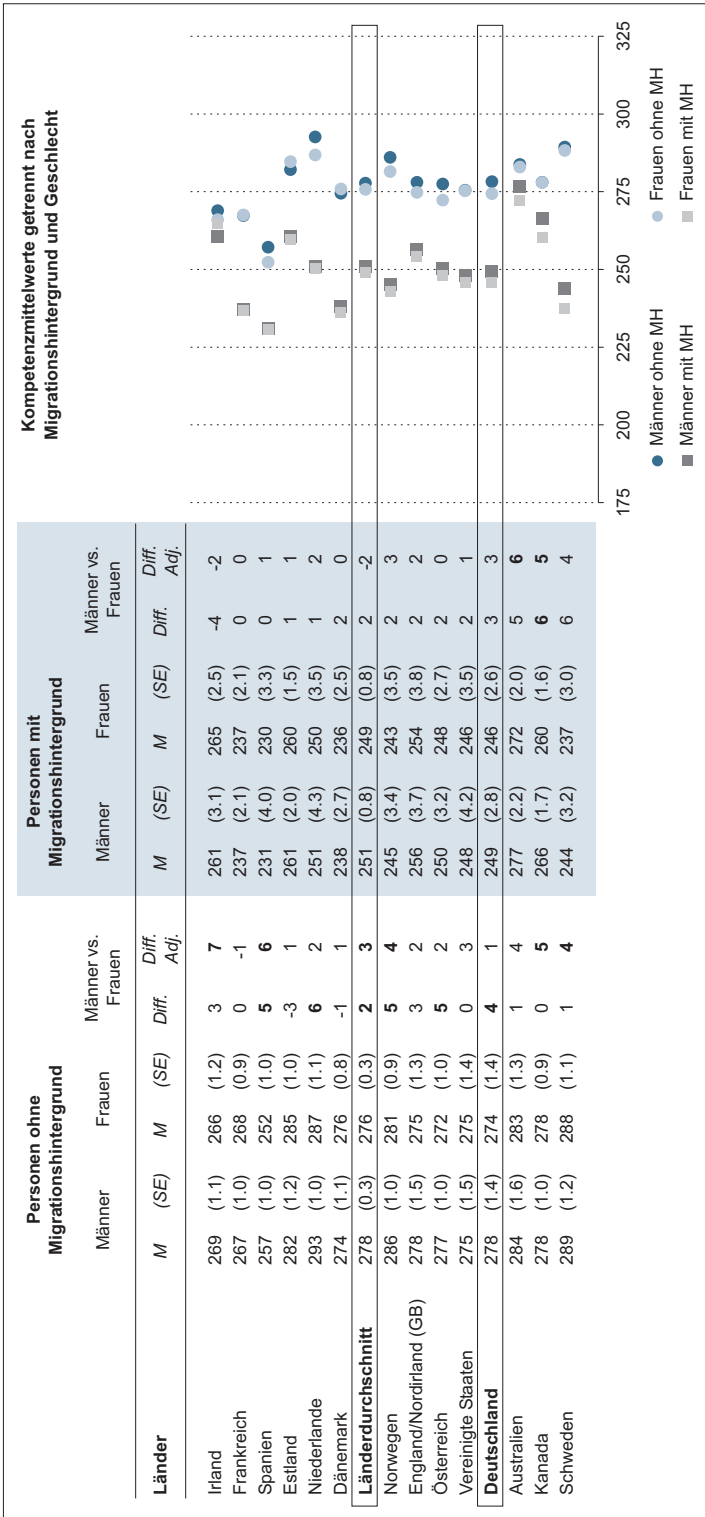 Personen ohne Migrationshintergrund
Personen mit Migrationshintergrund
Kompetenzmittelwerte getrennt nach Migrationshintergrund und Geschlecht
Männer Frauen Männer vs. Frauen Männer Frauen Männer vs. Frauen
Länder M (SE) M (SE) Diff. Diff. Adj. M (SE) M (SE) Diff. Diff. Adj.
Irland 269 (1.1) 266 (1.2) 3 7 261 (3.1) 265 (2.5) -4 -2
Frankreich 267 (1.0) 268 (0.9) 0 -1 237 (2.1) 237 (2.1) 0 0
Spanien 257 (1.0) 252 (1.0) 5 6 231 (4.0) 230 (3.3) 0 1
Estland 282 (1.2) 285 (1.0) -3 1 261 (2.0) 260 (1.5) 1 1
Niederlande 293 (1.0) 287 (1.1) 6 2 251 (4.3) 250 (3.5) 1 2
Dänemark 274 (1.1) 276 (0.8) -1 1 238 (2.7) 236 (2.5) 2 0
Länderdurchschnitt 278 (0.3) 276 (0.3) 2 3 251 (0.8) 249 (0.8) 2 -2
Norwegen 286 (1.0) 281 (0.9) 5 4 245 (3.4) 243 (3.5) 2 3
England/Nordirland (GB) 278 (1.5) 275 (1.3) 3 2 256 (3.7) 254 (3.8) 2 2
Österreich 277 (1.0) 272 (1.0) 5 2 250 (3.2) 248 (2.7) 2 0
Vereinigte Staaten 275 (1.5) 275 (1.4) 0 3 248 (4.2) 246 (3.5) 2 1
Deutschland 278 (1.4) 274 (1.4) 4 1 249 (2.8) 246 (2.6) 3 3
Australien 284 (1.6) 283 (1.3) 1 4 277 (2.2) 272 (2.0) 5 6
Kanada 278 (1.0) 278 (0.9) 0 5 266 (1.7) 260 (1.6) 6 5
Schweden 289 (1.2) 288 (1.1) 1 4 244 (3.2) 237 (3.0) 6 4
175 200 225 250 275 300 325
Männer ohne MH Frauen ohne MH
Männer mit MH Frauen mit MH